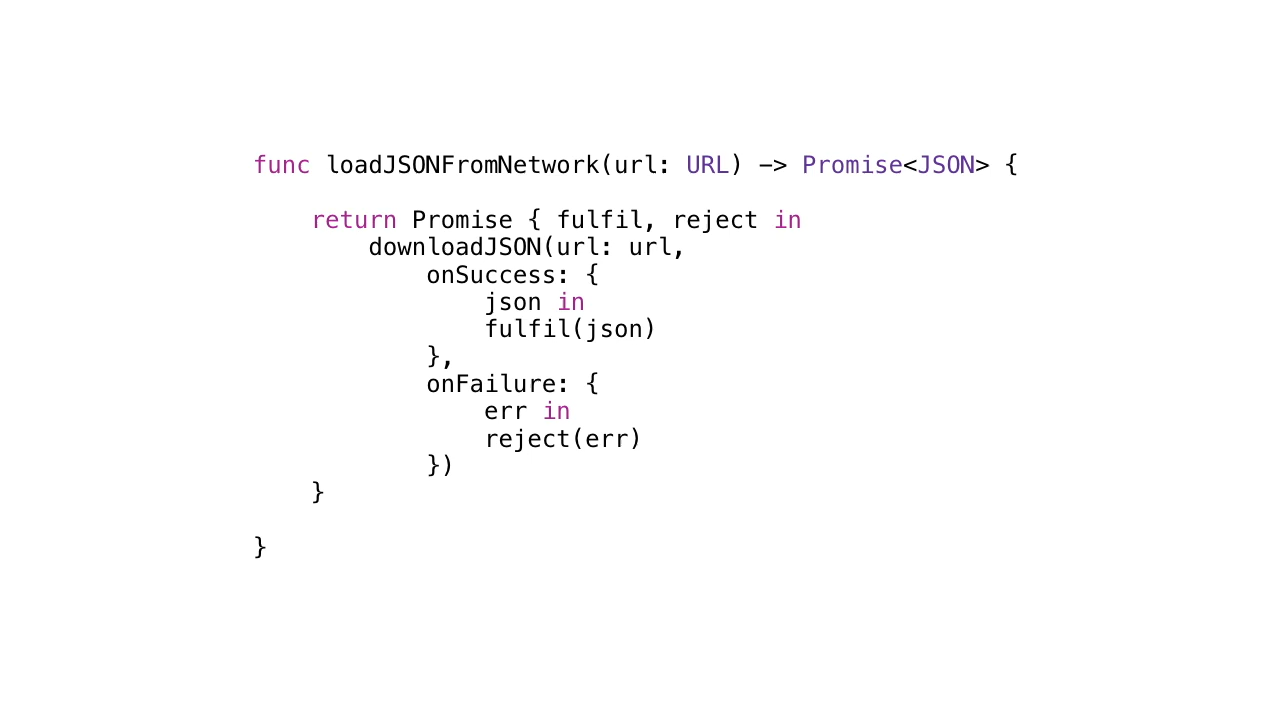 func loadJSONFromNetwork(url: URL) -> Promise<JSON> {
    return Promise { fulfil, reject in
        downloadJSON(url: url,
            onSuccess: {
                json in
                fulfil(json)
            },
            onFailure: {
                err in
                reject(err)
            })
    }
}